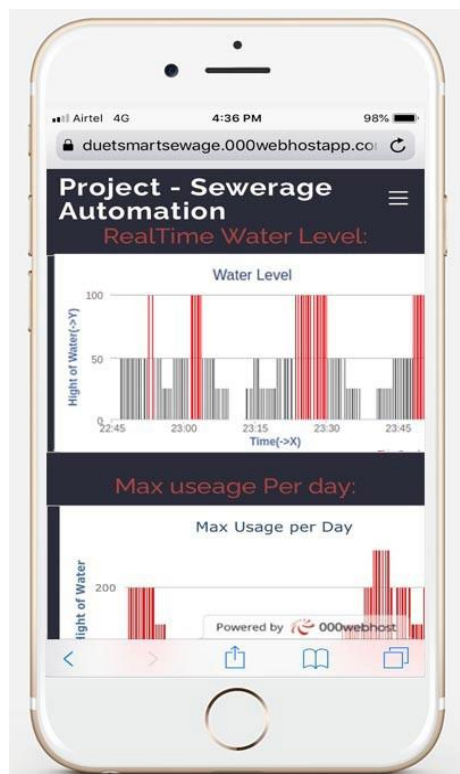 Airtel 4G 4:36 PM 98%
duetsmartsewage.000webhostapp.co
Project - Sewerage
Automation
RealTime Water Level:
Water Level
Hight of Water(->Y)
100
50
0
22:45 23:00 23:15 23:30 23:45
Time(->X)
Max useage Per day:
Max Usage per Day
Hight of Water
200
Powered by 000webhost